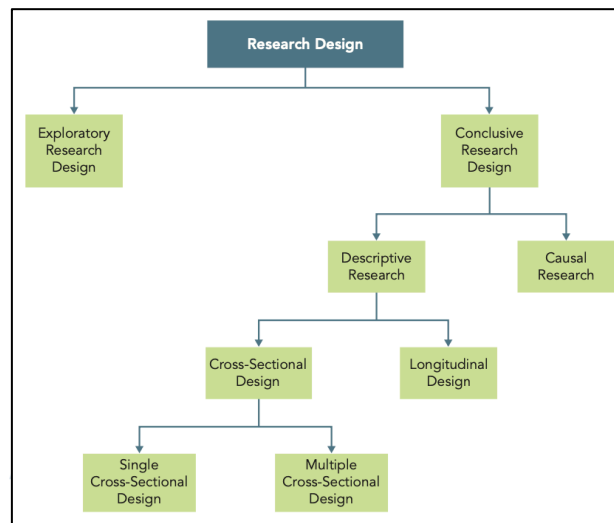 Research Design
Exploratory
Research
Design
Conclusive
Research
Design
Descriptive
Research
Causal
Research
Cross-Sectional
Design
Longitudinal
Design
Single
Cross-Sectional
Design
Multiple
Cross-Sectional
Design